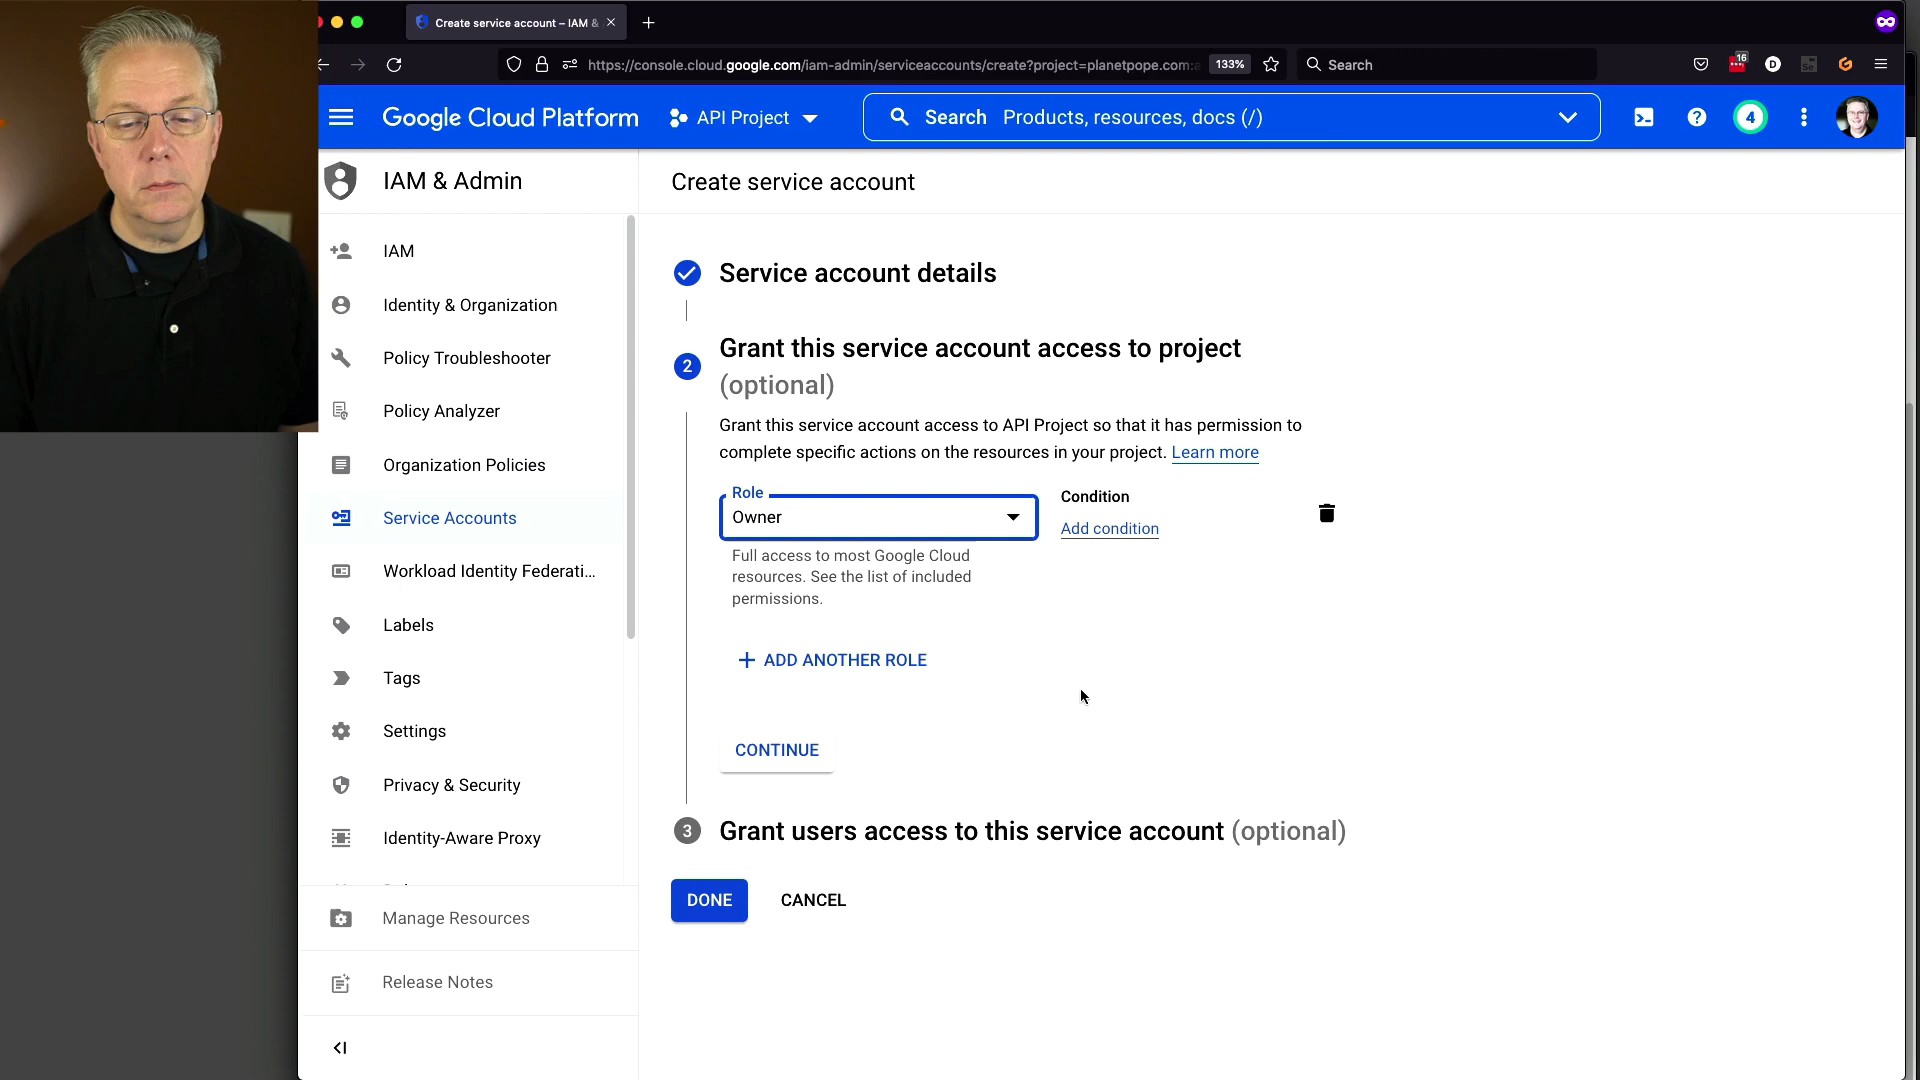 Create service account – IAM &
https://console.cloud.google.com/iam-admin/serviceaccounts/create?project=planetpope.com:
133%
Search
16
D
Se
Google Cloud Platform
API Project
Search Products, resources, docs (/)
4
IAM & Admin
IAM
Identity & Organization
Policy Troubleshooter
Policy Analyzer
Organization Policies
Service Accounts
Workload Identity Federati...
Labels
Tags
Settings
Privacy & Security
Identity-Aware Proxy
Manage Resources
Release Notes
Create service account
Service account details
2
Grant this service account access to project
(optional)
Grant this service account access to API Project so that it has permission to
complete specific actions on the resources in your project. Learn more
Role
Owner
Condition
Add condition
Full access to most Google Cloud
resources. See the list of included
permissions.
+ ADD ANOTHER ROLE
CONTINUE
3 Grant users access to this service account (optional)
DONE
CANCEL